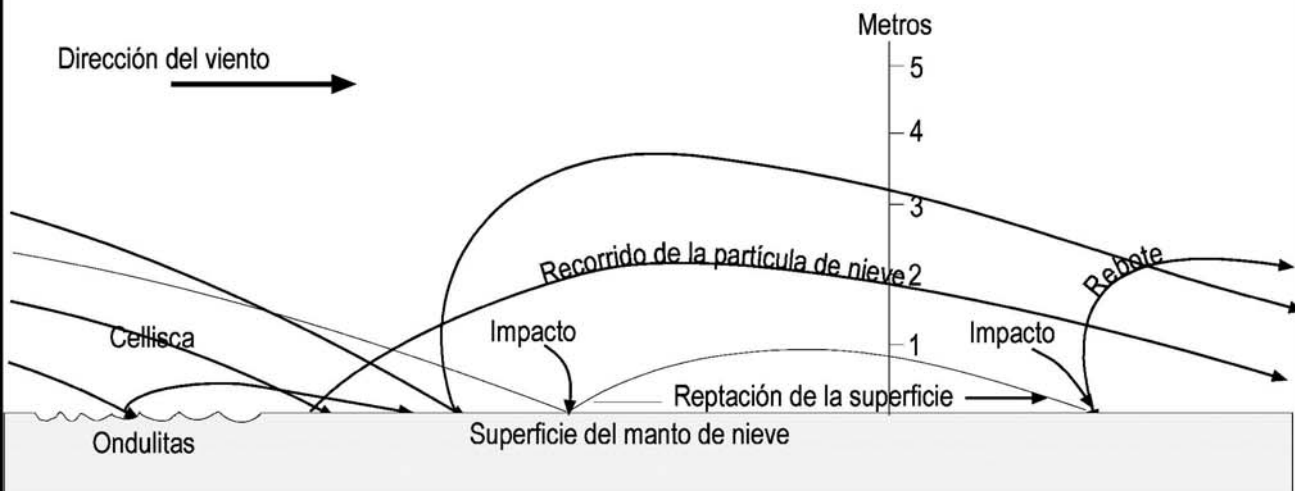 Metros
Dirección del viento
5
4
3
Recorrido de la partícula de nieve
2
Rebote
Cellisca
Impacto
Impacto
1
Reptación de la superficie
Ondulitas
Superficie del manto de nieve